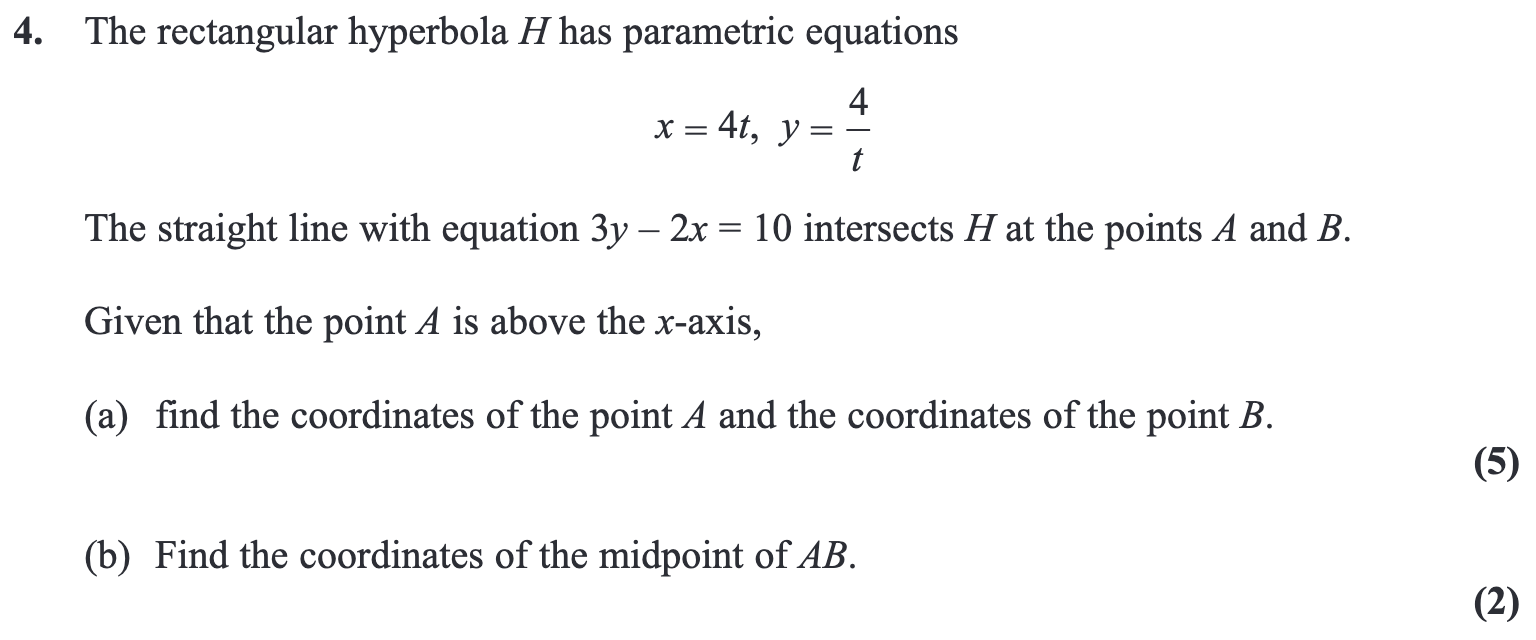 4. The rectangular hyperbola H has parametric equations
x = 4t, y = 4/t
The straight line with equation 3y – 2x = 10 intersects H at the points A and B.
Given that the point A is above the x-axis,
(a) find the coordinates of the point A and the coordinates of the point B.
(5)
(b) Find the coordinates of the midpoint of AB.
(2)